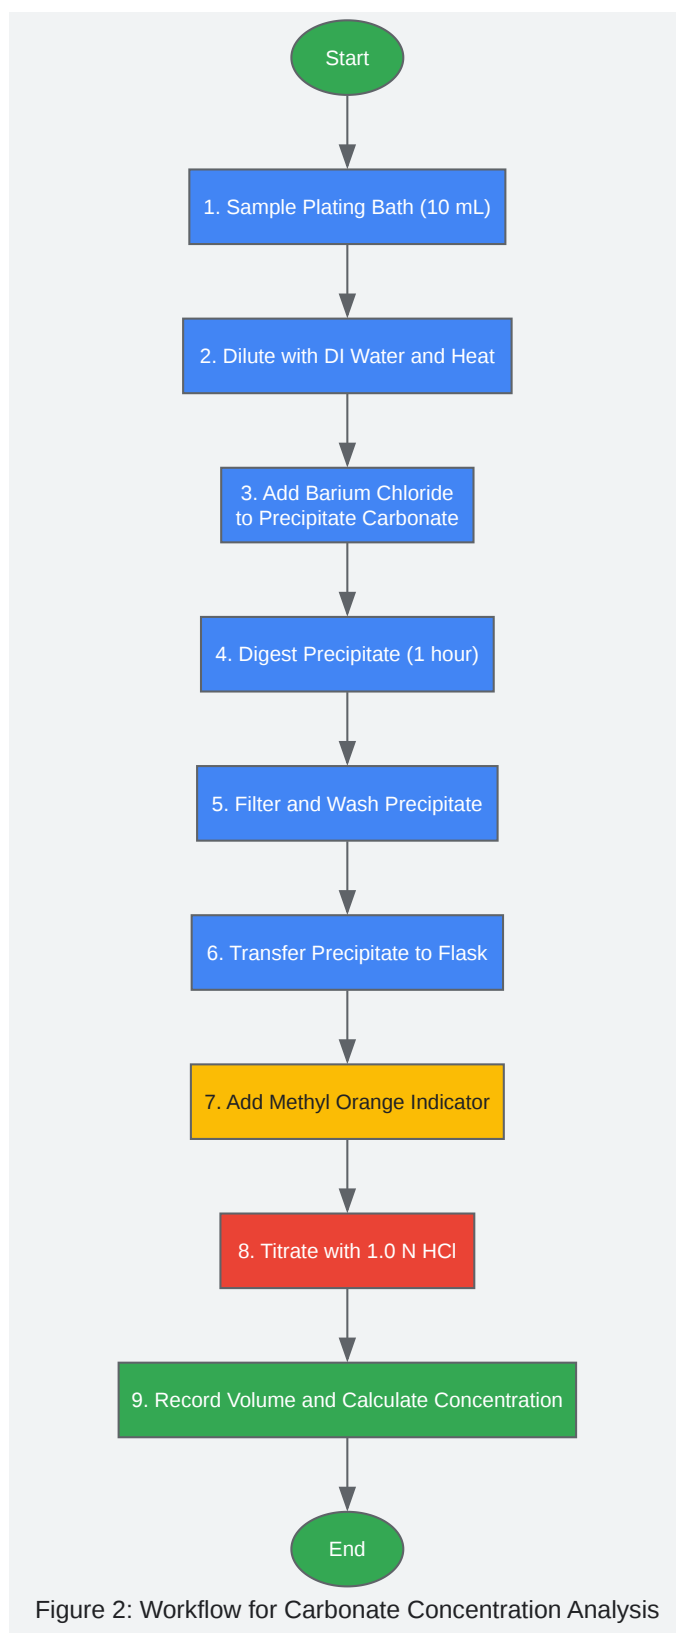 Start
1. Sample Plating Bath (10 mL)
2. Dilute with DI Water and Heat
3. Add Barium Chloride
to Precipitate Carbonate
4. Digest Precipitate (1 hour)
5. Filter and Wash Precipitate
6. Transfer Precipitate to Flask
7. Add Methyl Orange Indicator
8. Titrate with 1.0 N HCl
9. Record Volume and Calculate Concentration
End
Figure 2: Workflow for Carbonate Concentration Analysis